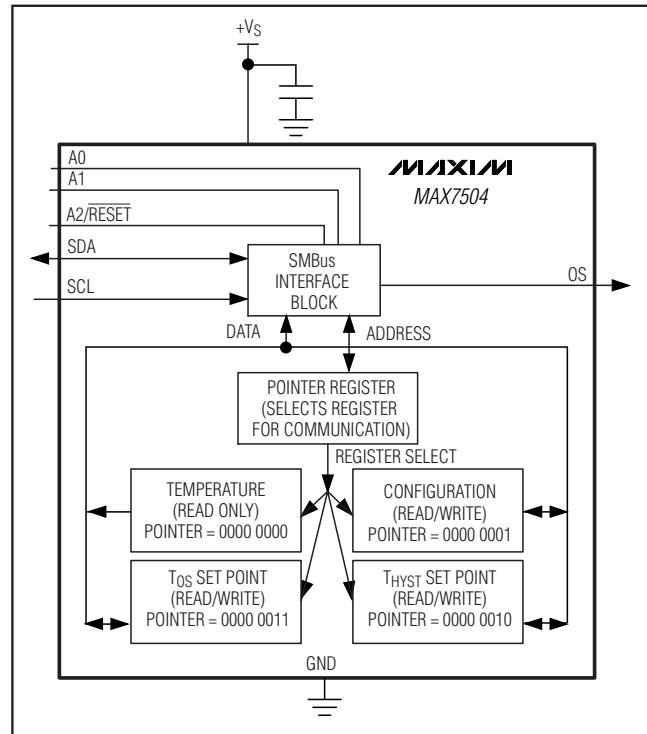 +VS
A0
A1
A2/RESET
SDA
SCL
MAXIM
MAX7504
SMBus
INTERFACE
BLOCK
OS
DATA
ADDRESS
POINTER REGISTER
(SELECTS REGISTER
FOR COMMUNICATION)
REGISTER SELECT
TEMPERATURE
(READ ONLY)
POINTER = 0000 0000
CONFIGURATION
(READ/WRITE)
POINTER = 0000 0001
TOS SET POINT
(READ/WRITE)
POINTER = 0000 0011
THYST SET POINT
(READ/WRITE)
POINTER = 0000 0010
GND